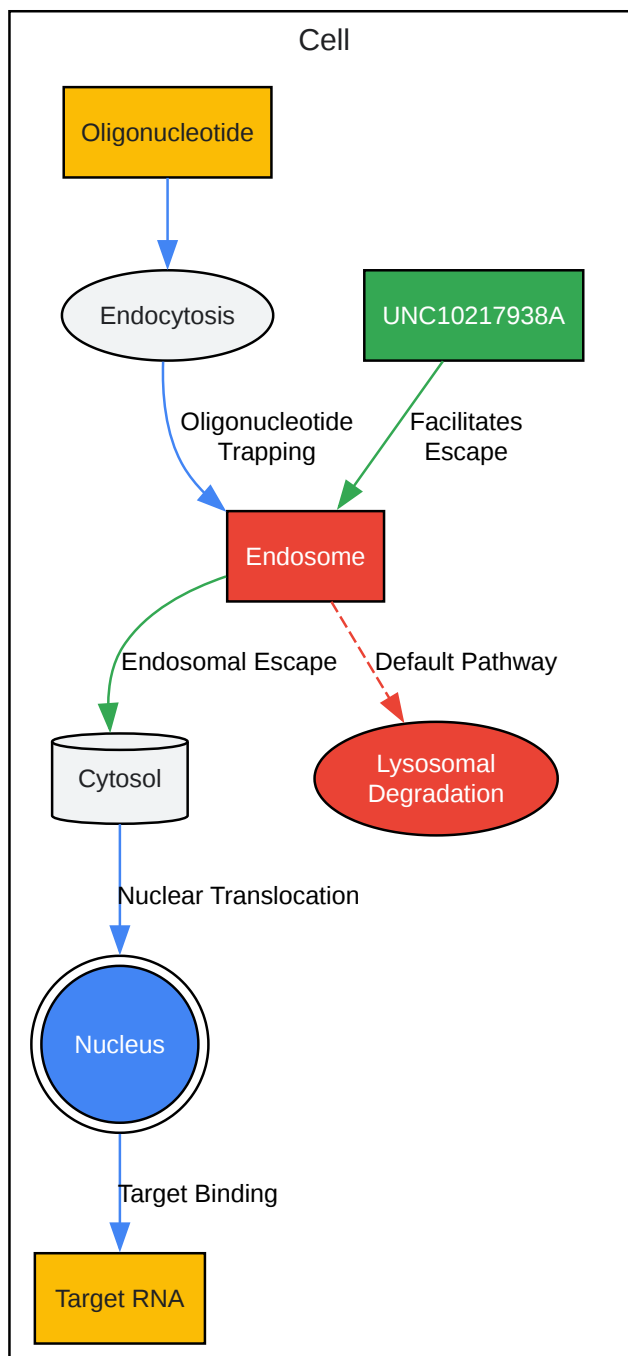 Cell
Oligonucleotide
Endocytosis
UNC10217938A
Oligonucleotide
Trapping
Facilitates
Escape
Endosome
Endosomal Escape
Default Pathway
Cytosol
Lysosomal
Degradation
Nuclear Translocation
Nucleus
Target Binding
Target RNA